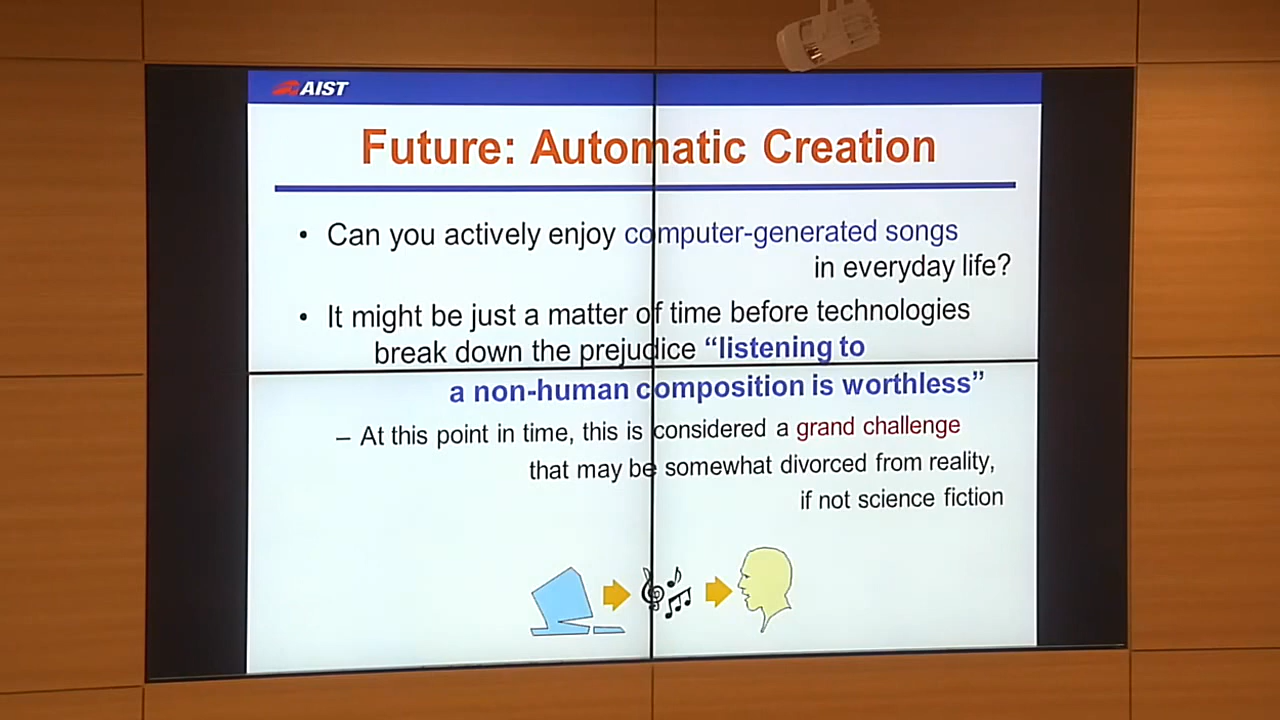 AIST
Future: Automatic Creation
• Can you actively enjoy computer-generated songs
in everyday life?
• It might be just a matter of time before technologies
break down the prejudice “listening to
a non-human composition is worthless”
– At this point in time, this is considered a grand challenge
that may be somewhat divorced from reality,
if not science fiction